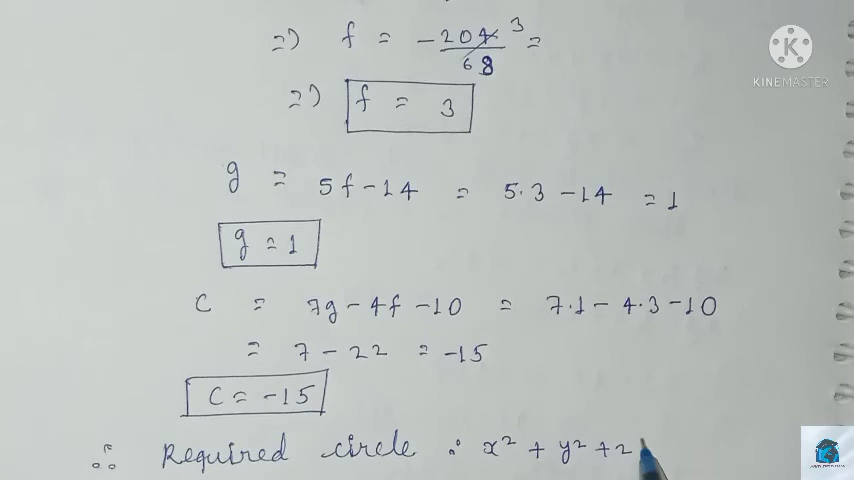 =) f = -204 3 =
68
=) f = 3
g = 5f - 14 = 5.3 - 14 = 1
g = 1
C = 7g - 4f - 10 = 7.1 - 4.3 - 10
= 7 - 22 = -15
C = -15
∴ Required circle : x² + y² + 2
K
KINEMASTER